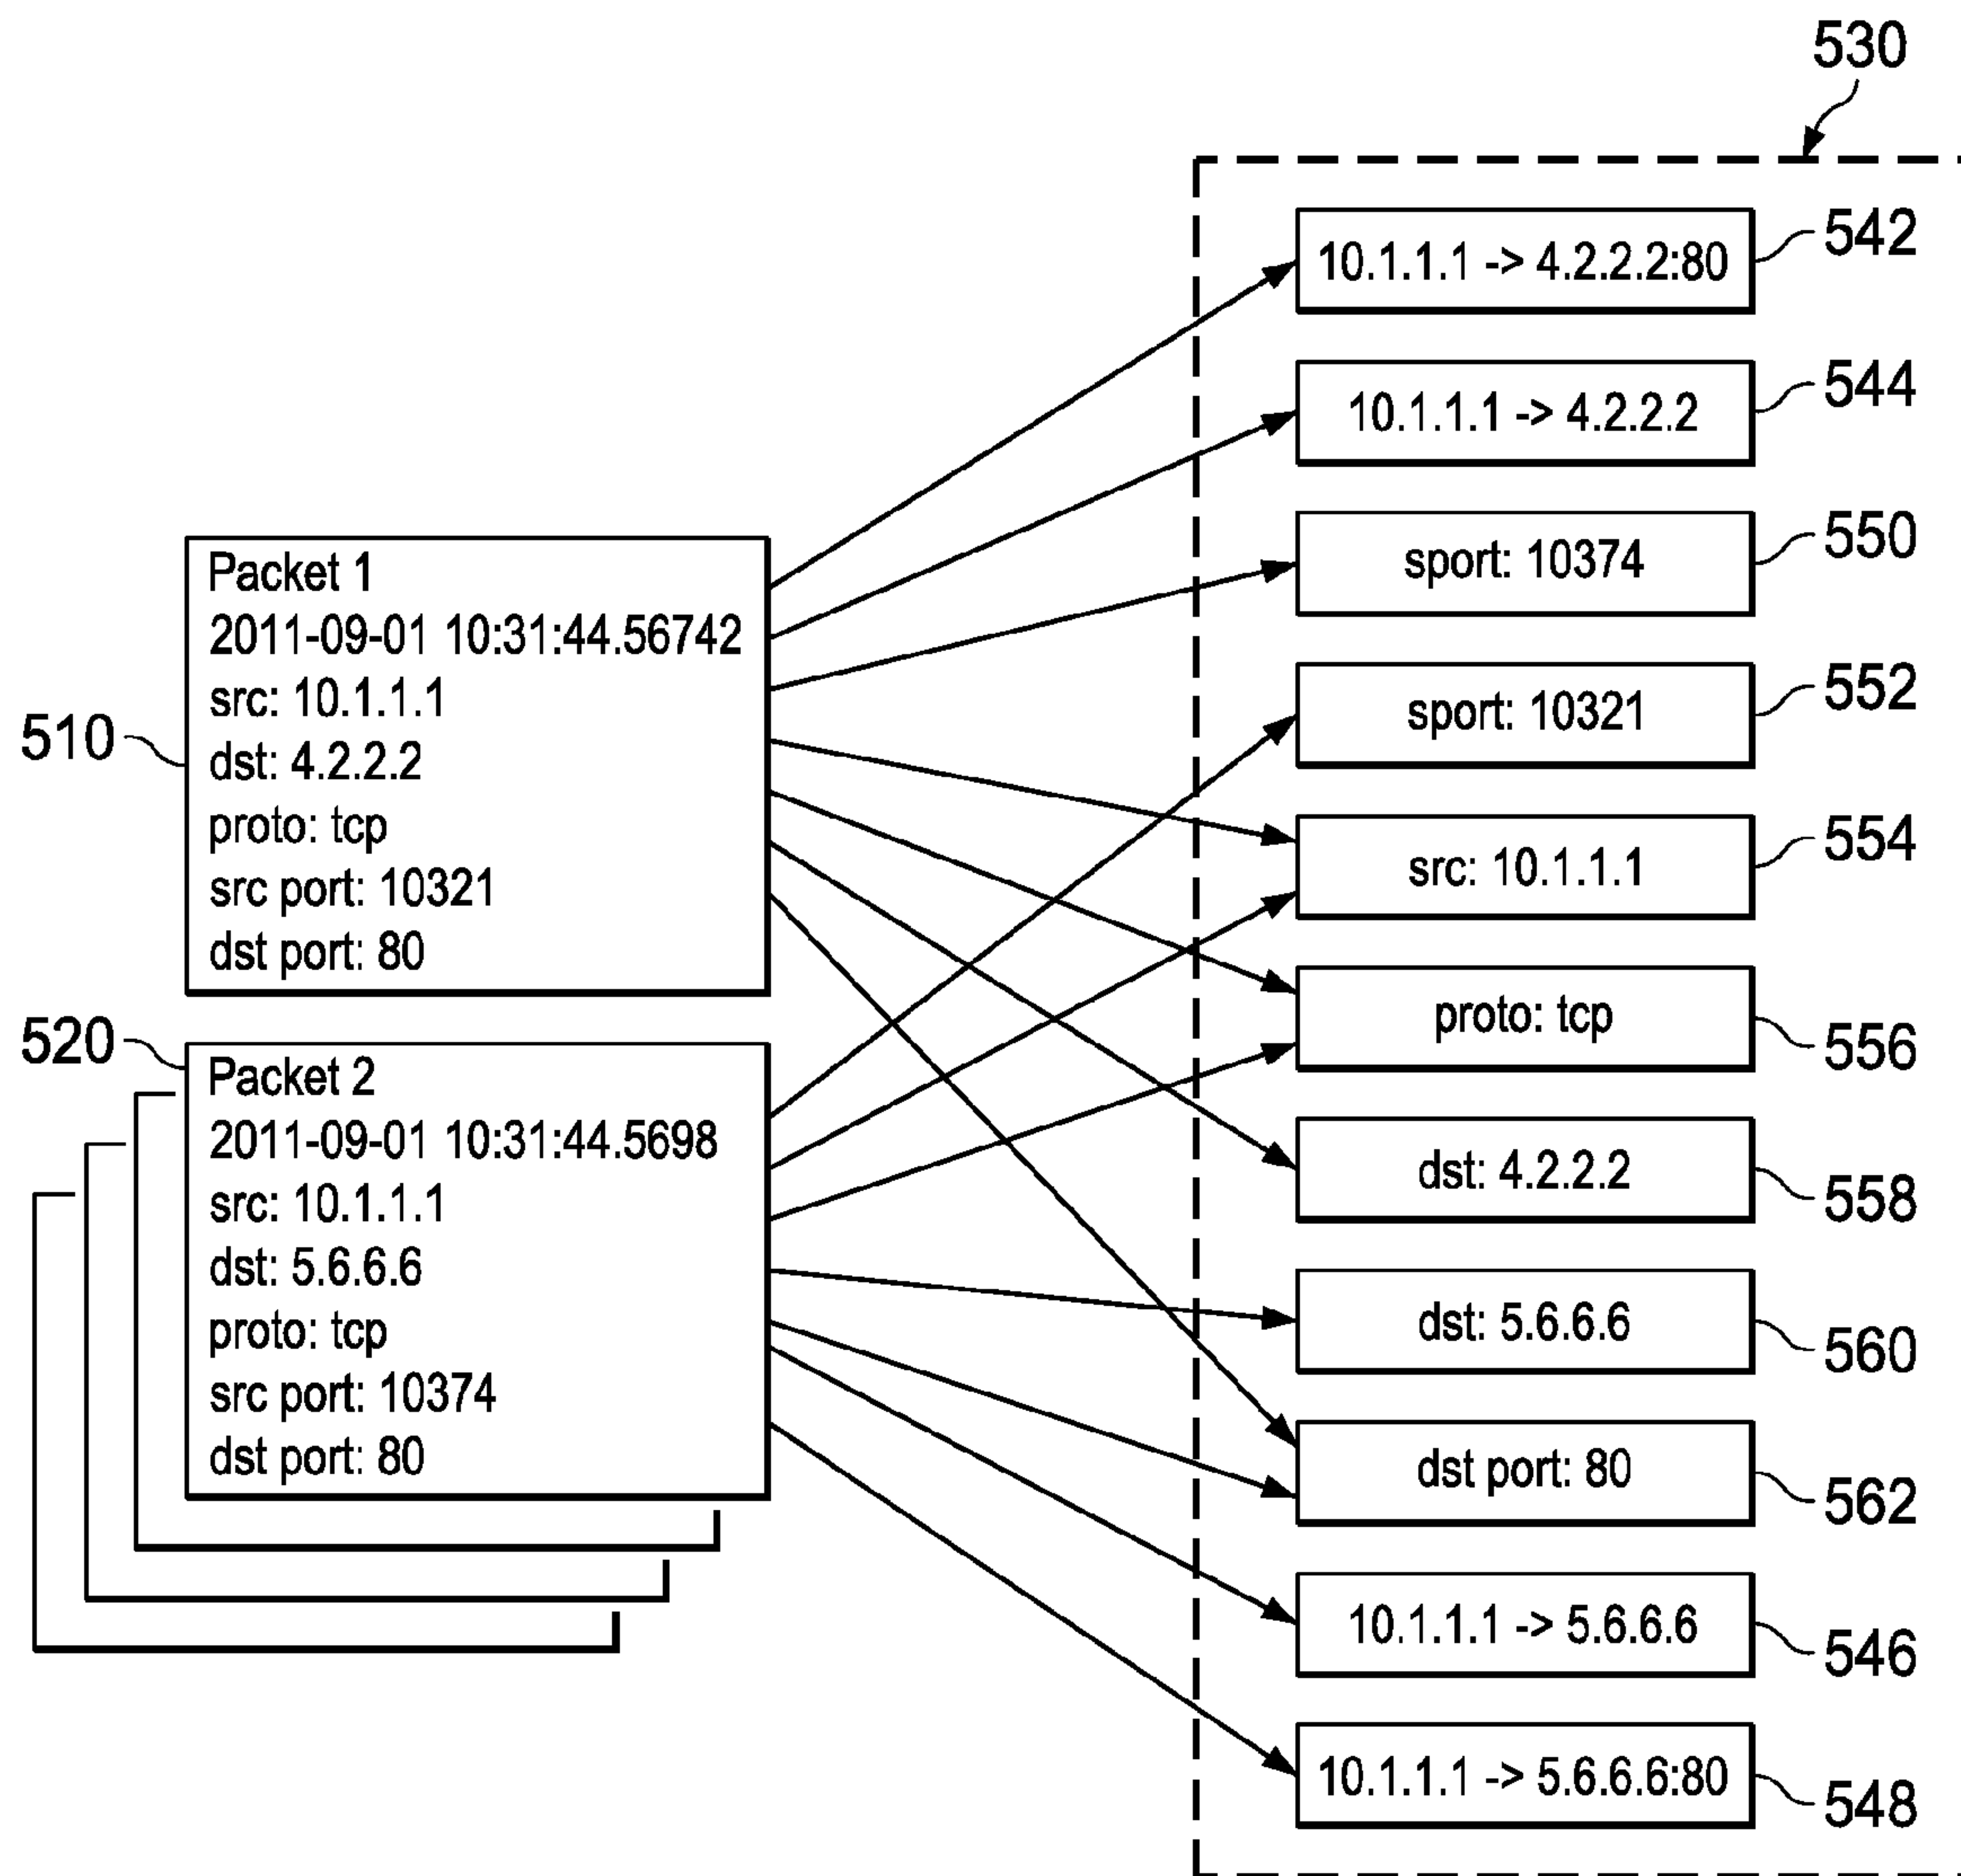 530
10.1.1.1 -> 4.2.2.2:80
542
10.1.1.1 -> 4.2.2.2
544
sport: 10374
550
sport: 10321
552
src: 10.1.1.1
554
proto: tcp
556
dst: 4.2.2.2
558
dst: 5.6.6.6
560
dst port: 80
562
10.1.1.1 -> 5.6.6.6
546
10.1.1.1 -> 5.6.6.6:80
548
510
Packet 1
2011-09-01 10:31:44.56742
src: 10.1.1.1
dst: 4.2.2.2
proto: tcp
src port: 10321
dst port: 80
520
Packet 2
2011-09-01 10:31:44.5698
src: 10.1.1.1
dst: 5.6.6.6
proto: tcp
src port: 10374
dst port: 80